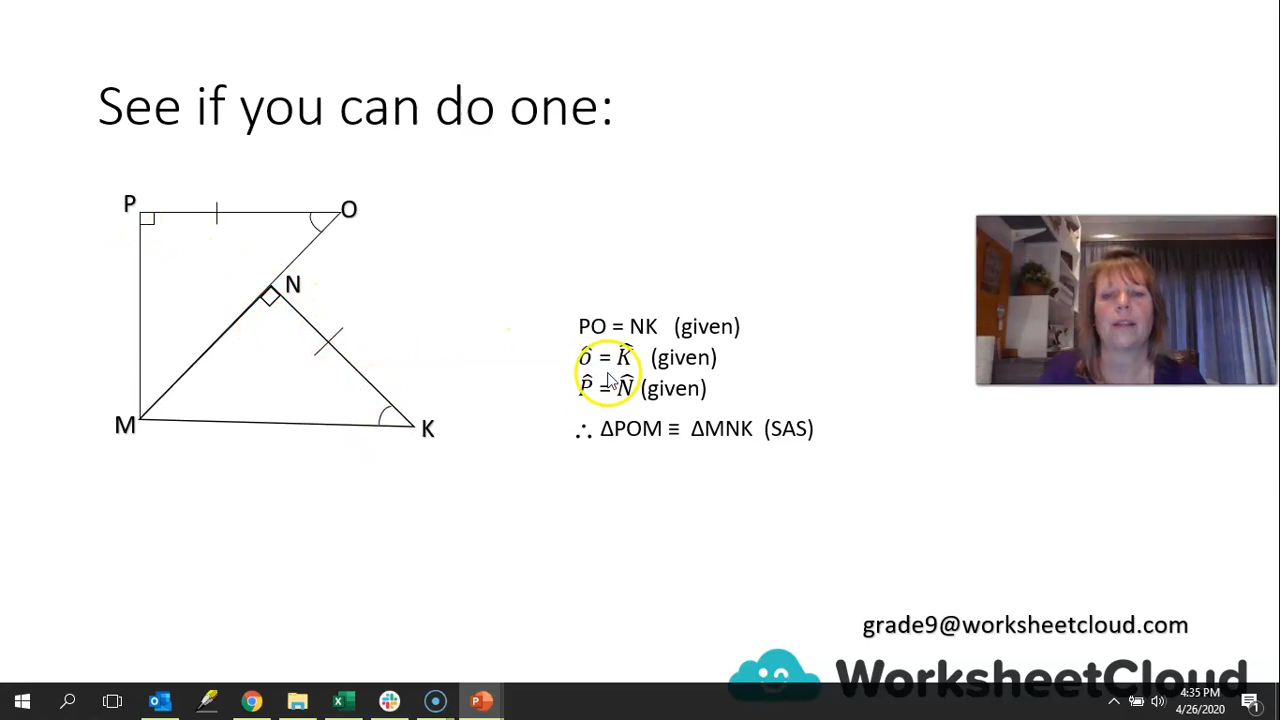 See if you can do one:
P
O
N
M
K
PO = NK (given)
ô = K̂ (given)
P̂ = N̂ (given)
∴ ΔPOM ≡ ΔMNK (SAS)
grade9@worksheetcloud.com
WorksheetCloud
4:35 PM
4/26/2020
1